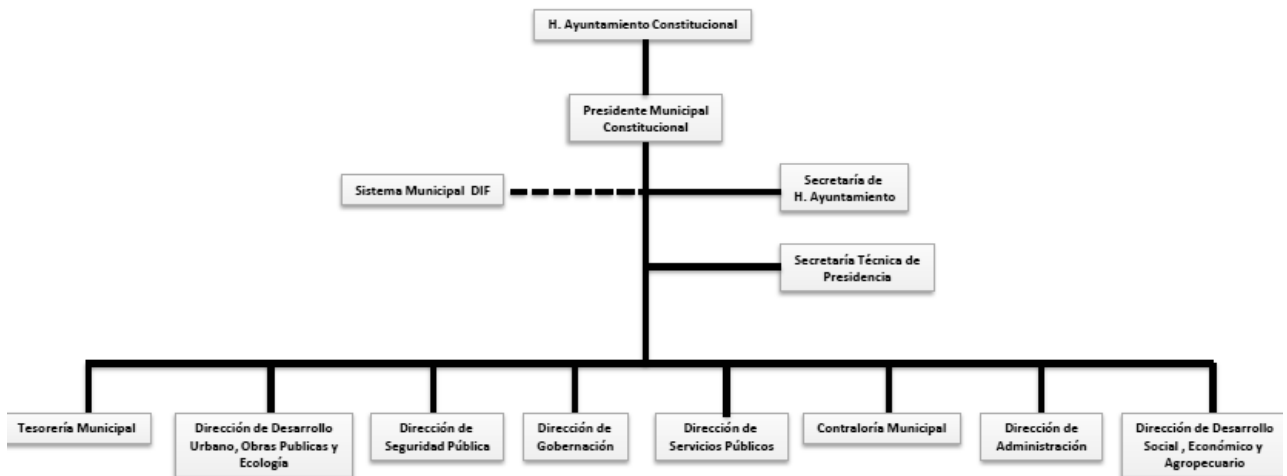 H. Ayuntamiento Constitucional
Presidente Municipal
Constitucional
Sistema Municipal DIF
Secretaría de
H. Ayuntamiento
Secretaría Técnica de
Presidencia
Tesorería Municipal
Dirección de Desarrollo
Urbano, Obras Publicas y
Ecología
Dirección de
Seguridad Pública
Dirección de
Gobernación
Dirección de
Servicios Públicos
Contraloría Municipal
Dirección de
Administración
Dirección de Desarrollo
Social , Económico y
Agropecuario